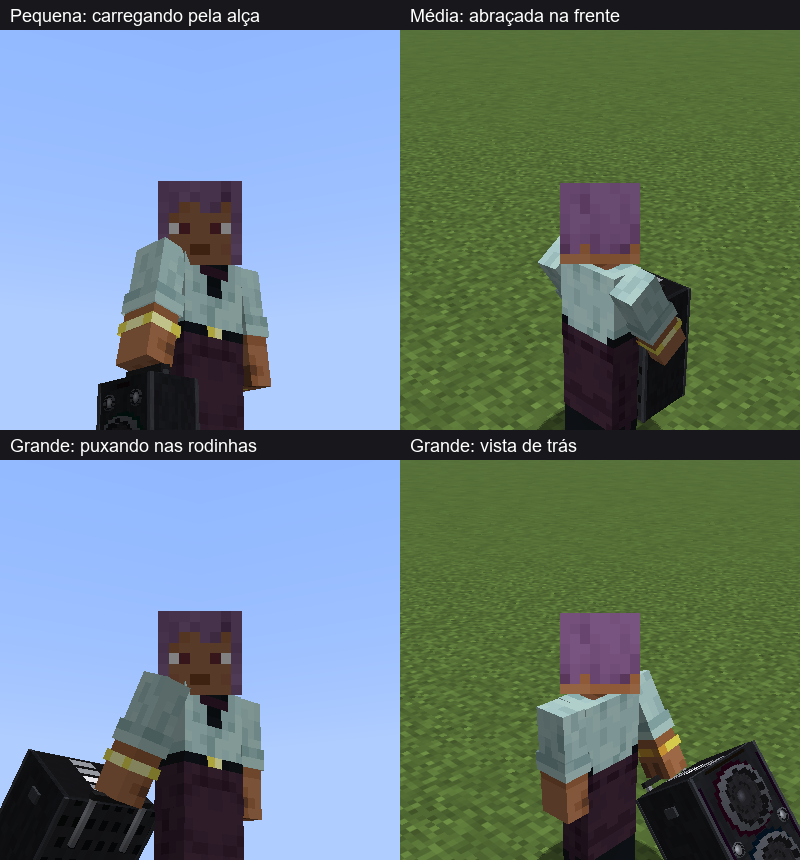 Pequena: carregando pela alça
Média: abraçada na frente
Grande: puxando nas rodinhas
Grande: vista de trás